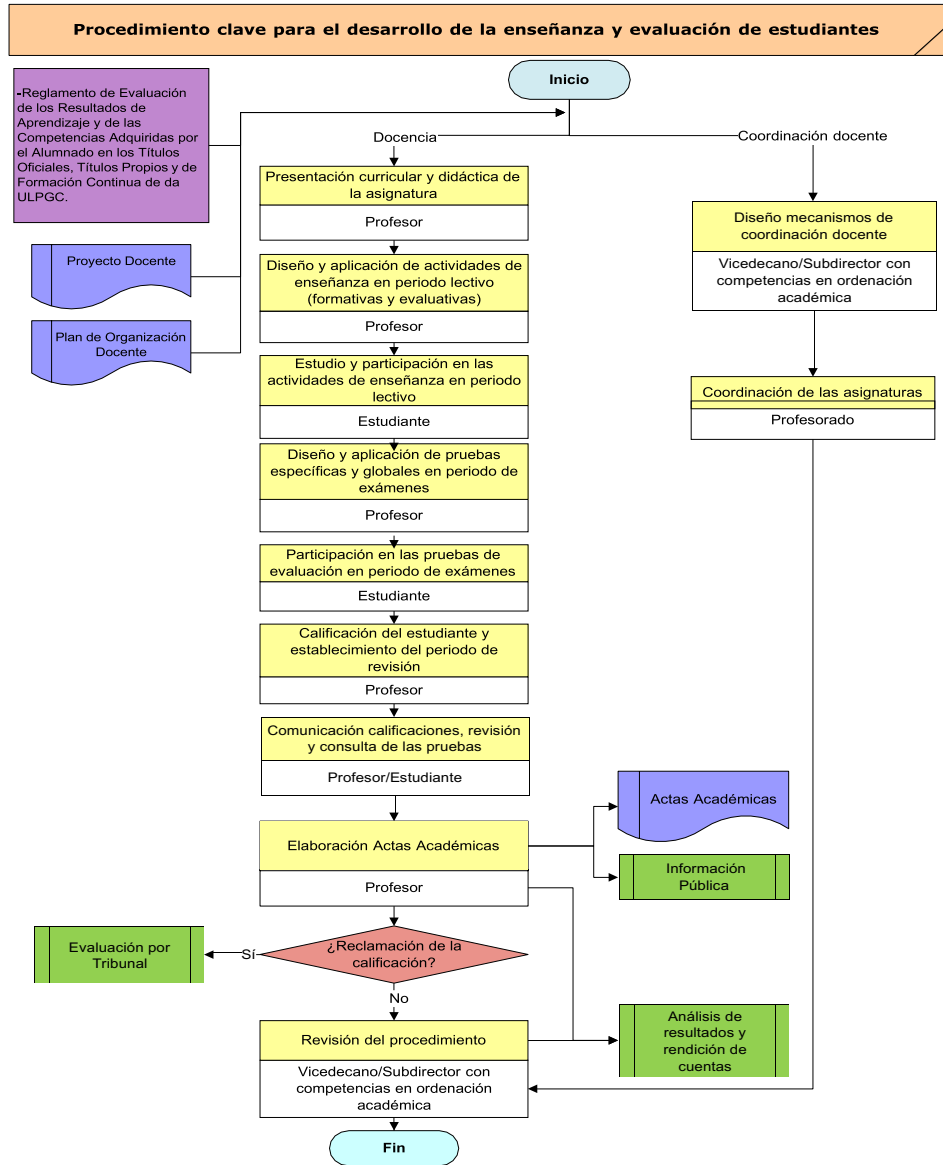 Procedimiento clave para el desarrollo de la enseñanza y evaluación de estudiantes
Inicio
-Reglamento de Evaluación
de los Resultados de
Aprendizaje y de las
Competencias Adquiridas por
el Alumnado en los Títulos
Oficiales, Títulos Propios y de
Formación Continua de da
ULPGC.
Proyecto Docente
Plan de Organización
Docente
Docencia
Coordinación docente
Presentación curricular y didáctica de
la asignatura
Profesor
Diseño y aplicación de actividades de
enseñanza en periodo lectivo
(formativas y evaluativas)
Profesor
Estudio y participación en las
actividades de enseñanza en periodo
lectivo
Estudiante
Diseño y aplicación de pruebas
específicas y globales en periodo de
exámenes
Profesor
Participación en las pruebas de
evaluación en periodo de exámenes
Estudiante
Calificación del estudiante y
establecimiento del periodo de
revisión
Profesor
Comunicación calificaciones, revisión
y consulta de las pruebas
Profesor/Estudiante
Elaboración Actas Académicas
Profesor
Diseño mecanismos de
coordinación docente
Vicedecano/Subdirector con
competencias en ordenación
académica
Coordinación de las asignaturas
Profesorado
Actas Académicas
Información
Pública
¿Reclamación de la
calificación?
Sí
Evaluación por
Tribunal
No
Revisión del procedimiento
Vicedecano/Subdirector con
competencias en ordenación
académica
Análisis de
resultados y
rendición de
cuentas
Fin